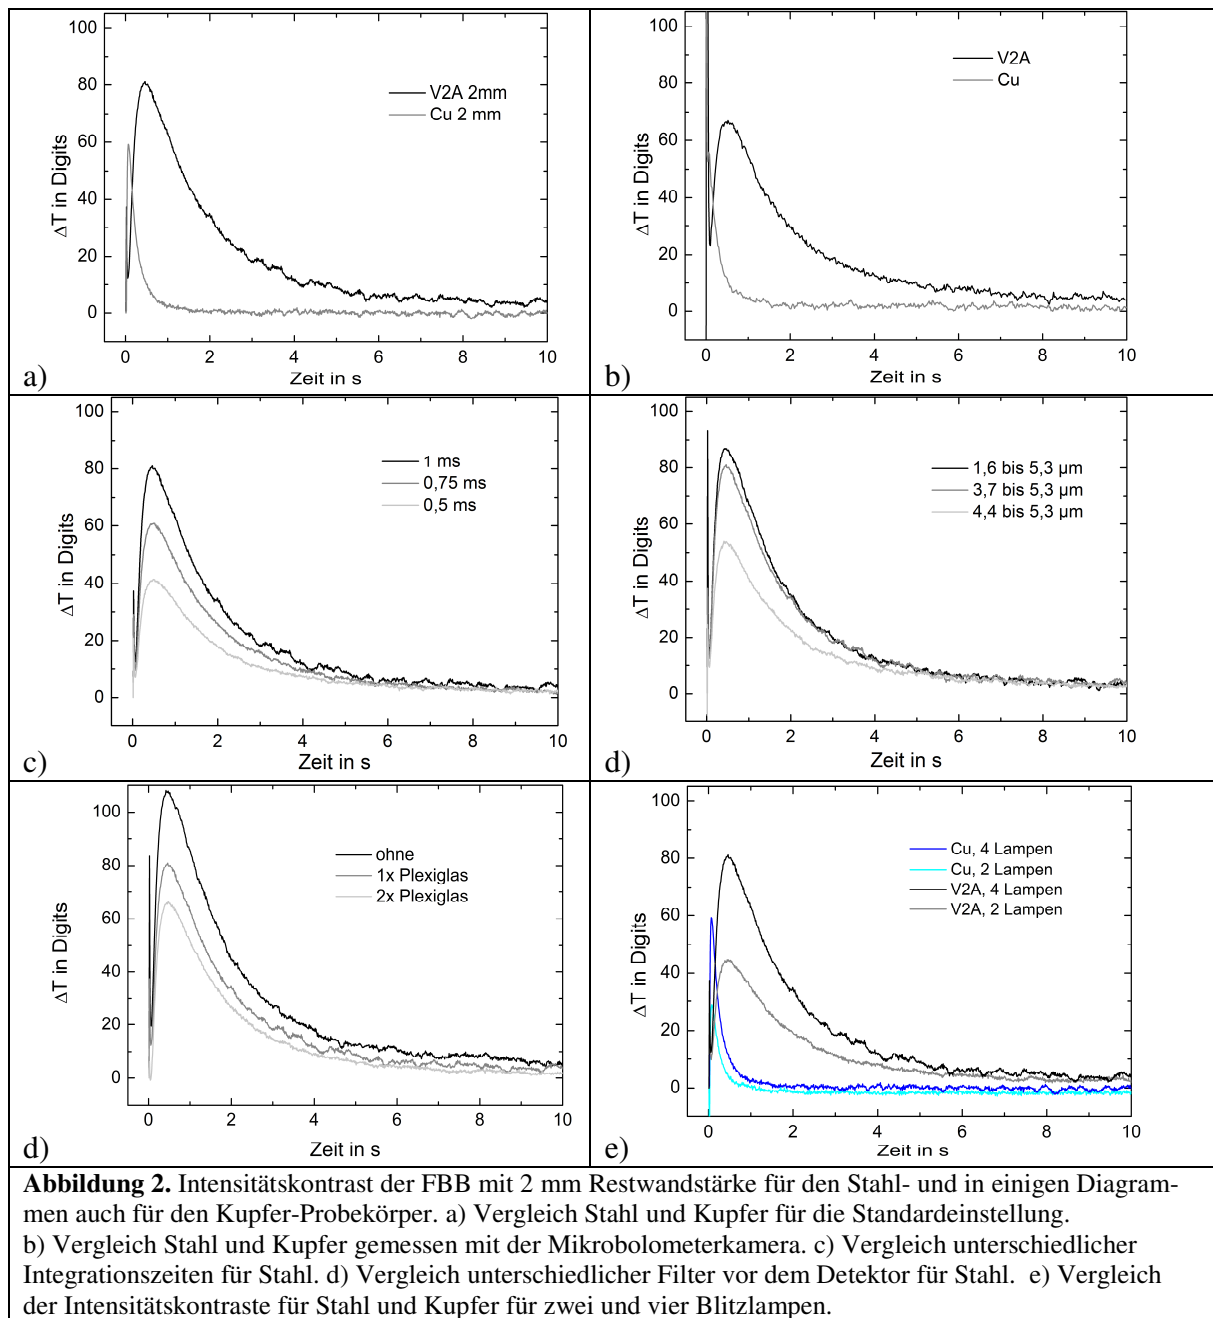 100
80
60
40
20
0
ΔT in Digits
V2A 2mm
Cu 2 mm
0 2 4 6 8 10
Zeit in s
a)
100
80
60
40
20
0
ΔT in Digits
V2A
Cu
0 2 4 6 8 10
Zeit in s
b)
100
80
60
40
20
0
ΔT in Digits
1 ms
0,75 ms
0,5 ms
0 2 4 6 8 10
Zeit in s
c)
100
80
60
40
20
0
ΔT in Digits
1,6 bis 5,3 µm
3,7 bis 5,3 µm
4,4 bis 5,3 µm
0 2 4 6 8 10
Zeit in s
d)
100
80
60
40
20
0
ΔT in Digits
ohne
1x Plexiglas
2x Plexiglas
0 2 4 6 8 10
Zeit in s
d)
100
80
60
40
20
0
ΔT in Digits
Cu, 4 Lampen
Cu, 2 Lampen
V2A, 4 Lampen
V2A, 2 Lampen
0 2 4 6 8 10
Zeit in s
e)
Abbildung 2. Intensitätskontrast der FBB mit 2 mm Restwandstärke für den Stahl- und in einigen Diagram-
men auch für den Kupfer-Probekörper. a) Vergleich Stahl und Kupfer für die Standardeinstellung.
b) Vergleich Stahl und Kupfer gemessen mit der Mikrobolometerkamera. c) Vergleich unterschiedlicher
Integrationszeiten für Stahl. d) Vergleich unterschiedlicher Filter vor dem Detektor für Stahl. e) Vergleich
der Intensitätskontraste für Stahl und Kupfer für zwei und vier Blitzlampen.